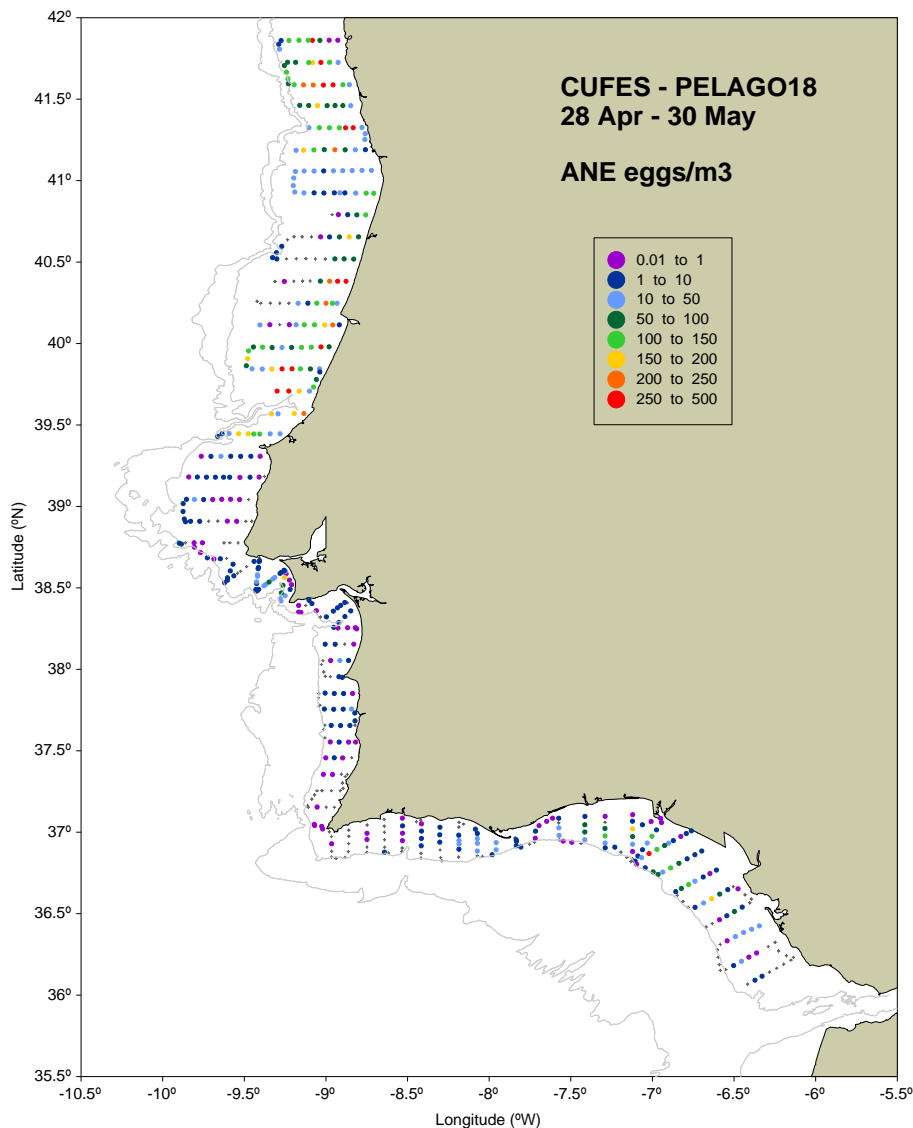 42º
41.5º
41º
40.5º
40º
39.5º
39º
38.5º
38º
37.5º
37º
36.5º
36º
35.5º
Latitude (ºN)
CUFES - PELAGO18
28 Apr - 30 May
ANE eggs/m3
0.01 to 1
1 to 10
10 to 50
50 to 100
100 to 150
150 to 200
200 to 250
250 to 500
-10.5º -10º -9.5º -9º -8.5º -8º -7.5º -7º -6.5º -6º -5.5º
Longitude (ºW)